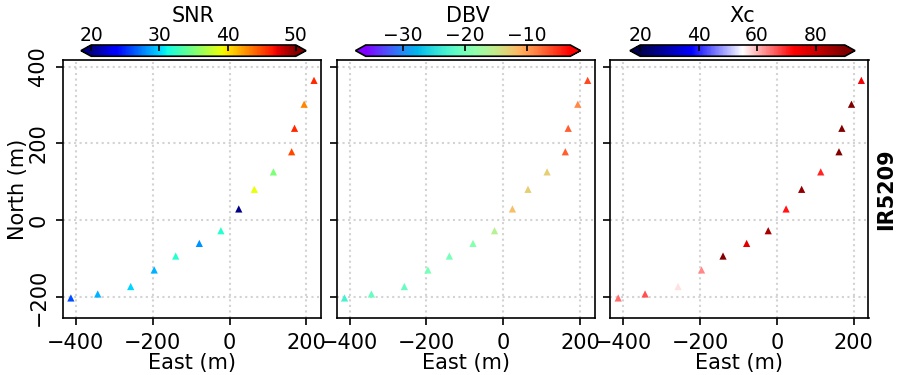 SNR DBV Xc
20 30 40 50 −30 −20 −10 20 40 60 80
400
200
0
−200
North (m)
IR5209
−400 −200 0 200 −400 −200 0 200 −400 −200 0 200
East (m) East (m) East (m)